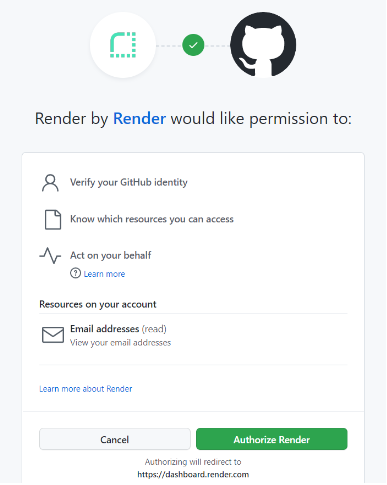 Render by Render would like permission to:
Verify your GitHub identity
Know which resources you can access
Act on your behalf
Learn more
Resources on your account
Email addresses (read)
View your email addresses
Learn more about Render
Cancel
Authorize Render
Authorizing will redirect to
https://dashboard.render.com